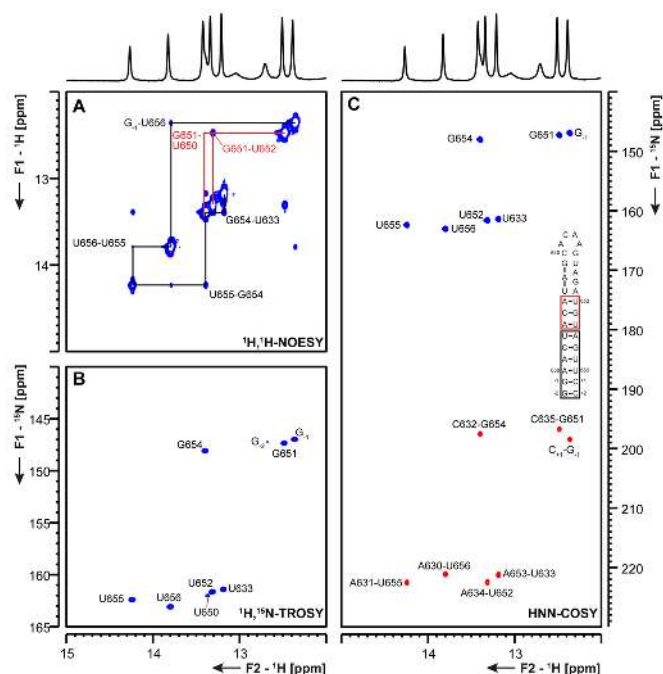 A
G₋₁-U656
G651-
U650
G651-U652
G654-U633
U656-U655
U655-G654
¹H,¹H-NOESY
13
14
F1 - ¹H [ppm]
B
G₋₂*
G₋₁
G654
G651
U652
U633
U655
U656
U650
¹H,¹⁵N-TROSY
145
150
155
160
165
F1 - ¹⁵N [ppm]
15
14
13
F2 - ¹H [ppm]
C
G654
G651
G₋₁
U652
U633
U655
U656
C632-G654
C635-G651
C₊₁-G₋₁
A630-U656
A653-U633
A631-U655
A634-U652
HNN-COSY
F1 - ¹⁵N [ppm]
150
160
170
180
190
200
210
220
14
13
F2 - ¹H [ppm]